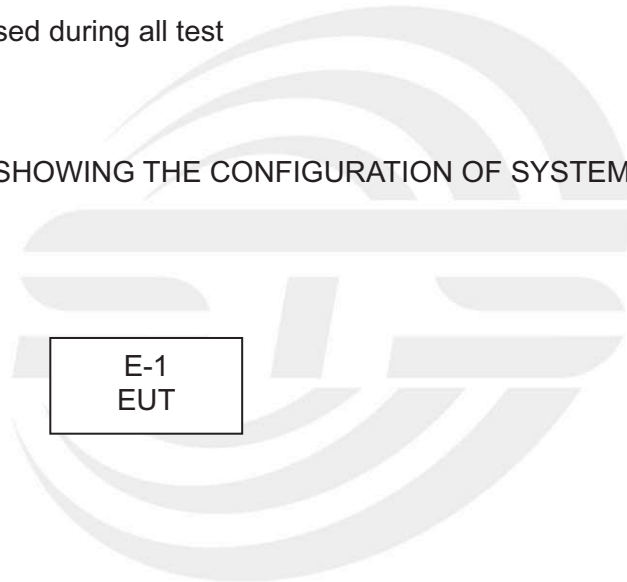 sed during all test
SHOWING THE CONFIGURATION OF SYSTEM
E-1
EUT